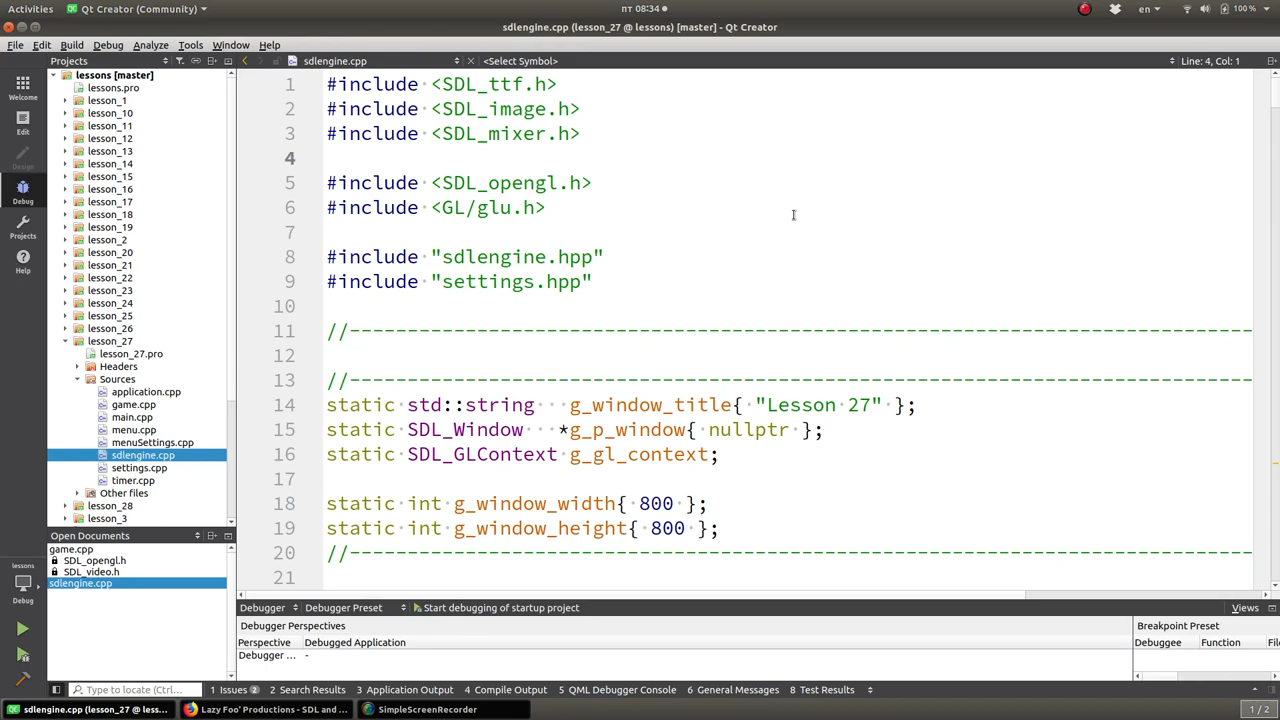 Activities Qt Creator (Community) пт 08:34 en 100 %
sdlengine.cpp (lesson_27 @ lessons) [master] - Qt Creator
File Edit Build Debug Analyze Tools Window Help
Projects sdlengine.cpp <Select Symbol> Line: 4, Col: 1
Welcome
Edit
Design
Debug
Projects
Help
lessons
Debug
lessons [master]
lessons.pro
lesson_1
lesson_10
lesson_11
lesson_12
lesson_13
lesson_14
lesson_15
lesson_16
lesson_17
lesson_18
lesson_19
lesson_2
lesson_20
lesson_21
lesson_22
lesson_23
lesson_24
lesson_25
lesson_26
lesson_27
lesson_27.pro
Headers
Sources
application.cpp
game.cpp
main.cpp
menu.cpp
menuSettings.cpp
sdlengine.cpp
settings.cpp
timer.cpp
Other files
lesson_28
lesson_3
Open Documents
game.cpp
SDL_opengl.h
SDL_video.h
sdlengine.cpp
1 #include <SDL_ttf.h>
2 #include <SDL_image.h>
3 #include <SDL_mixer.h>
4
5 #include <SDL_opengl.h>
6 #include <GL/glu.h>
7
8 #include "sdlengine.hpp"
9 #include "settings.hpp"
10
11 //------------------------------------------------------------------------------
12
13 //------------------------------------------------------------------------------
14 static std::string g_window_title{ "Lesson 27" };
15 static SDL_Window *g_p_window{ nullptr };
16 static SDL_GLContext g_gl_context;
17
18 static int g_window_width{ 800 };
19 static int g_window_height{ 800 };
20 //------------------------------------------------------------------------------
21
Debugger Debugger Preset Start debugging of startup project Views
Debugger Perspectives Breakpoint Preset
Perspective Debugged Application Debuggee Function File
Debugger ... -
Type to locate (Ctrl... 1 Issues 2 2 Search Results 3 Application Output 4 Compile Output 5 QML Debugger Console 6 General Messages 8 Test Results
sdlengine.cpp (lesson_27 @ less... Lazy Foo' Productions - SDL and ... SimpleScreenRecorder 1 / 2